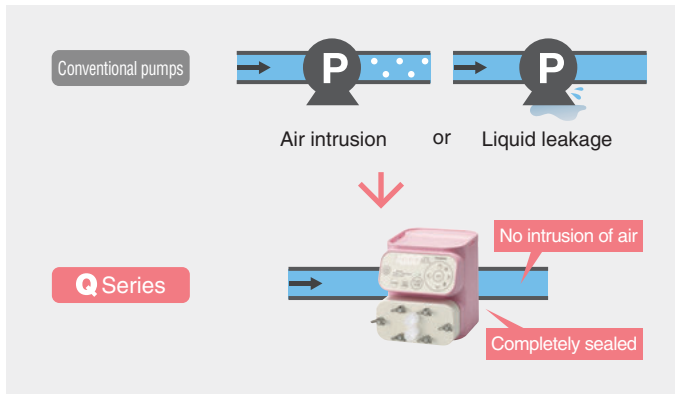 Conventional pumps
P
P
Air intrusion
or
Liquid leakage
No intrusion of air
Q Series
Completely sealed